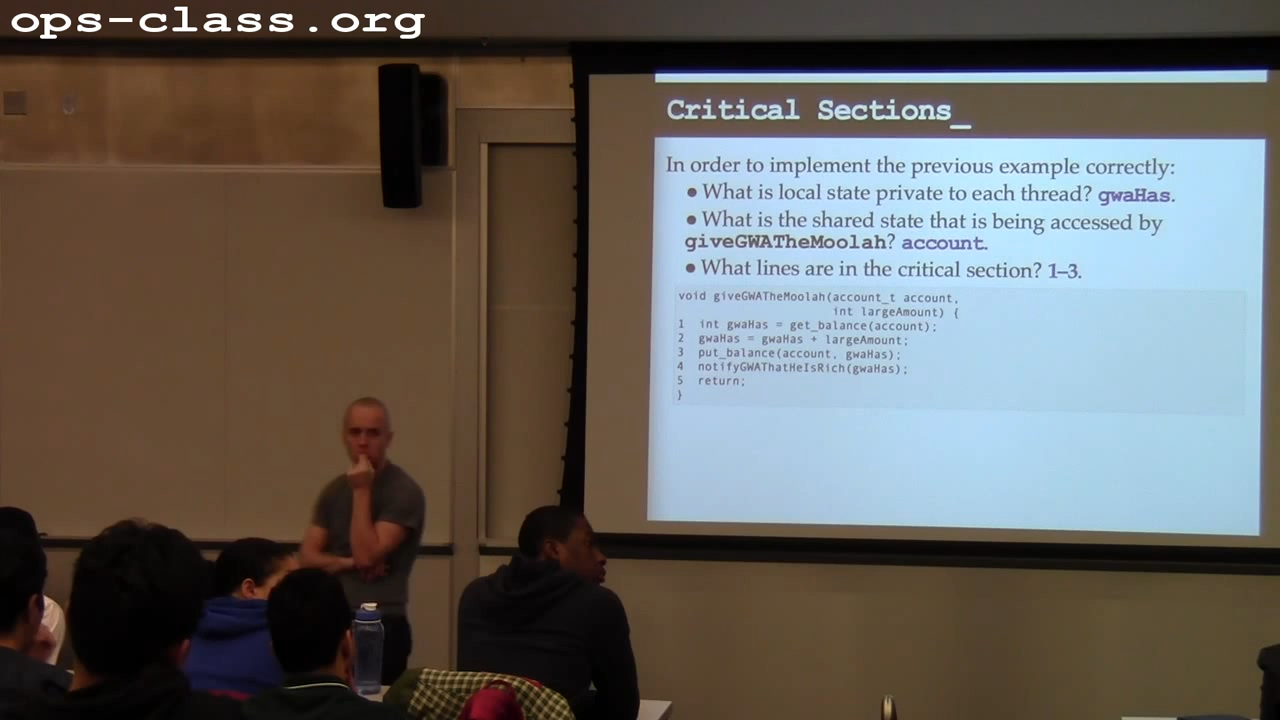 ops-class.org
Critical Sections_
In order to implement the previous example correctly:
● What is local state private to each thread? gwaHas.
● What is the shared state that is being accessed by
giveGWATheMoolah? account.
● What lines are in the critical section? 1–3.
void giveGWATheMoolah(account_t account,
int largeAmount) {
1 int gwaHas = get_balance(account);
2 gwaHas = gwaHas + largeAmount;
3 put_balance(account, gwaHas);
4 notifyGWAThatHeIsRich(gwaHas);
5 return;
}